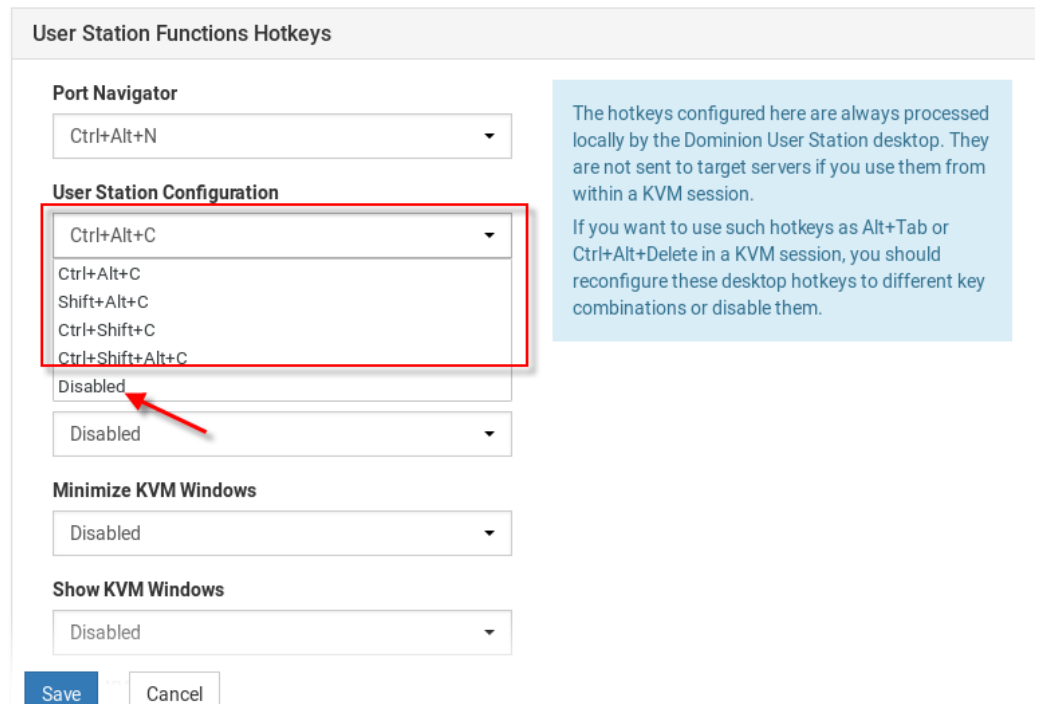 User Station Functions Hotkeys
Port Navigator
Ctrl+Alt+N
User Station Configuration
Ctrl+Alt+C
Ctrl+Alt+C
Shift+Alt+C
Ctrl+Shift+C
Ctrl+Shift+Alt+C
Disabled
Disabled
Minimize KVM Windows
Disabled
Show KVM Windows
Disabled
Save
Cancel
The hotkeys configured here are always processed
locally by the Dominion User Station desktop. They
are not sent to target servers if you use them from
within a KVM session.
If you want to use such hotkeys as Alt+Tab or
Ctrl+Alt+Delete in a KVM session, you should
reconfigure these desktop hotkeys to different key
combinations or disable them.